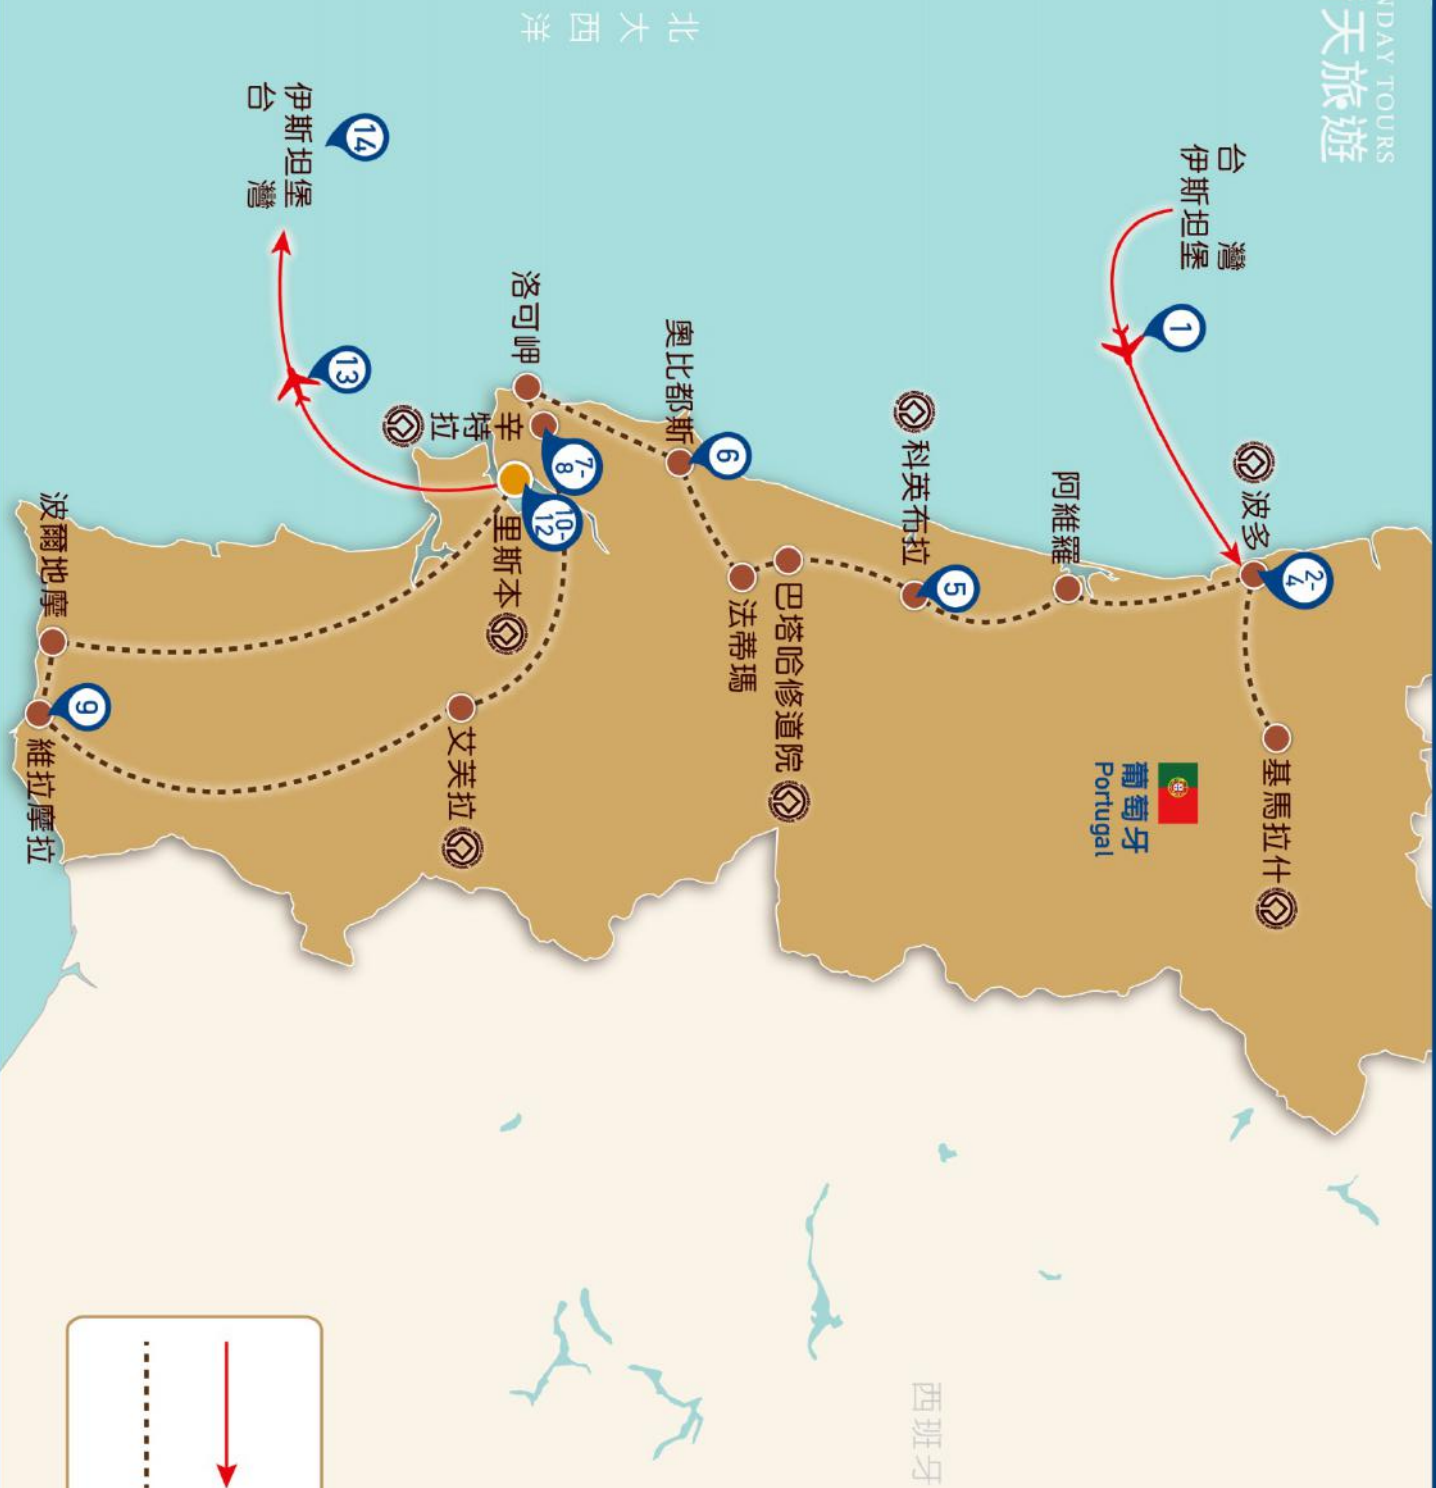 NDAY TOURS
天旅遊
2-4
基馬拉什
波多
台灣
伊斯坦堡
1
葡萄牙
Portugal
阿維羅
5
科英布拉
西班牙
巴塔哈修道院
法蒂瑪
6
奧比都斯
北大西洋
7-8
10-12
洛可岬
辛特拉
里斯本
艾芙拉
14
13
伊斯坦堡
台灣
9
波爾地摩
維拉摩拉